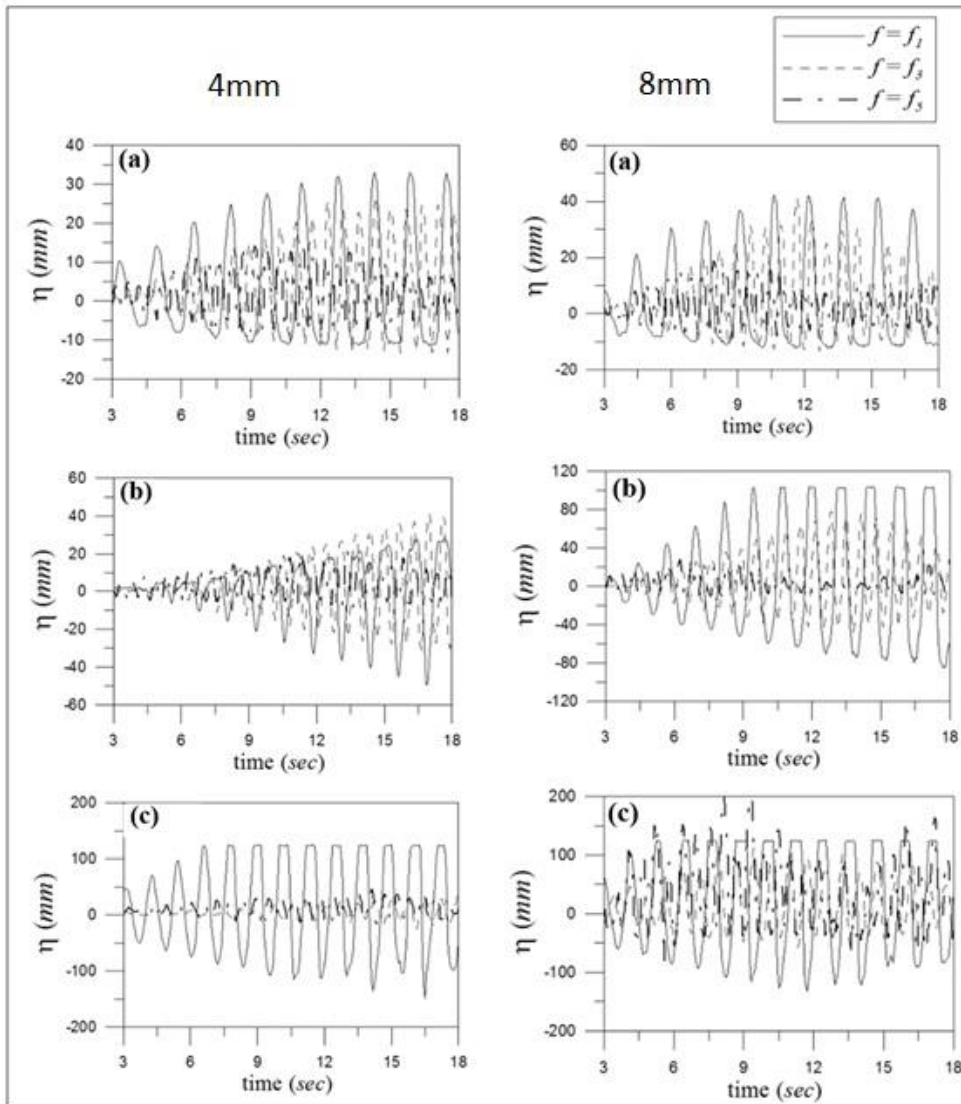 f = f1
f = f3
f = f5
4mm
8mm
(a)
40
30
20
10
0
-10
-20
η (mm)
3 6 9 12 15 18
time (sec)
(a)
60
40
20
0
-20
η (mm)
3 6 9 12 15 18
time (sec)
(b)
60
40
20
0
-20
-40
-60
η (mm)
3 6 9 12 15 18
time (sec)
(b)
120
80
40
0
-40
-80
-120
η (mm)
3 6 9 12 15 18
time (sec)
(c)
200
100
0
-100
-200
η (mm)
3 6 9 12 15 18
time (sec)
(c)
200
100
0
-100
-200
η (mm)
3 6 9 12 15 18
time (sec)